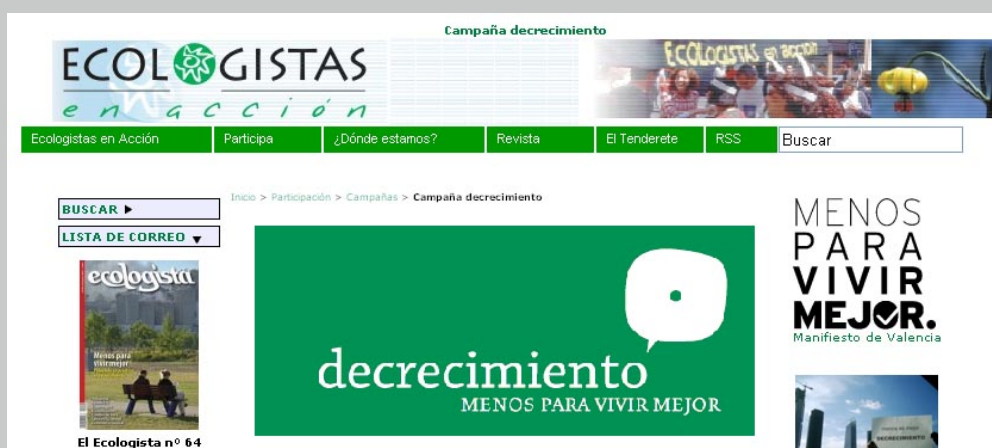 Campaña decrecimiento
ECOLOGISTAS
en acción
ECOLOGISTAS en acción
Ecologistas en Acción
Participa
¿Dónde estamos?
Revista
El Tenderete
RSS
Buscar
Inicio > Participación > Campañas > Campaña decrecimiento
BUSCAR
LISTA DE CORREO
ecologista
Menos para
vivir mejor
El Ecologista nº 64
decrecimiento
MENOS PARA VIVIR MEJOR
MENOS
PARA
VIVIR
MEJOR.
Manifiesto de Valencia
DECRECIMIENTO